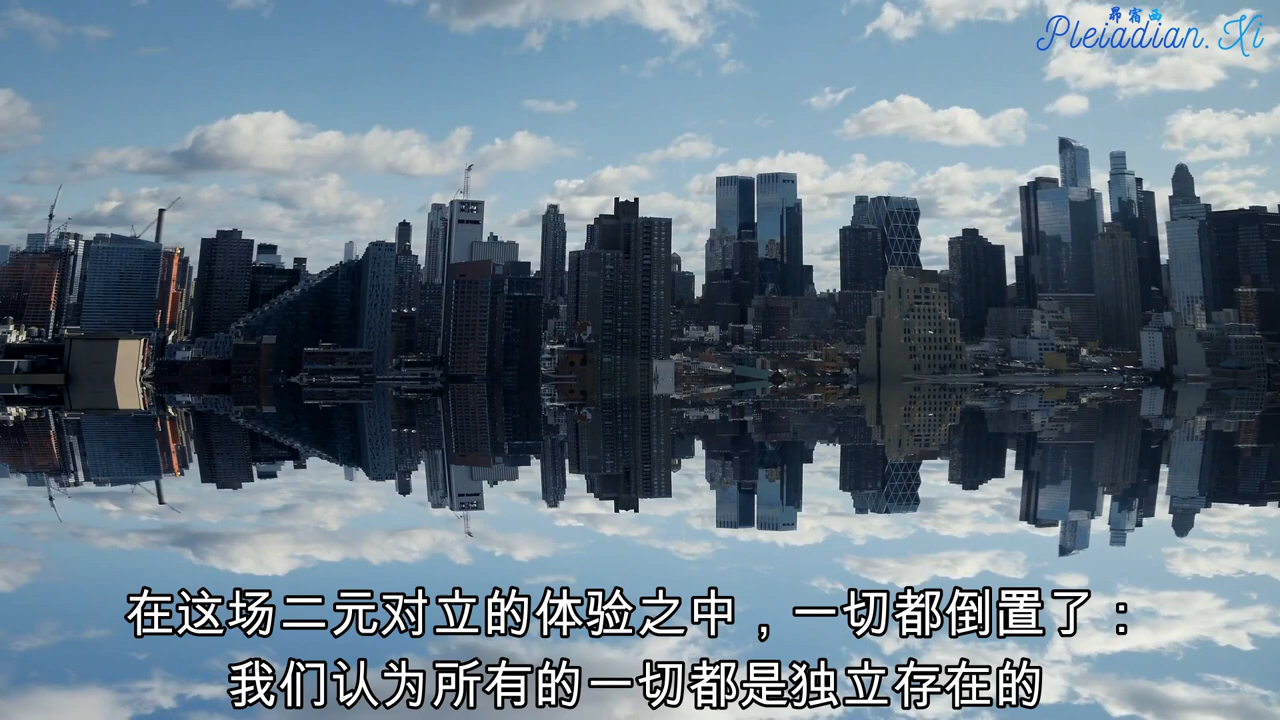 昴宿西
Pleiadian.Xi
在这场二元对立的体验之中，一切都倒置了：
我们认为所有的一切都是独立存在的